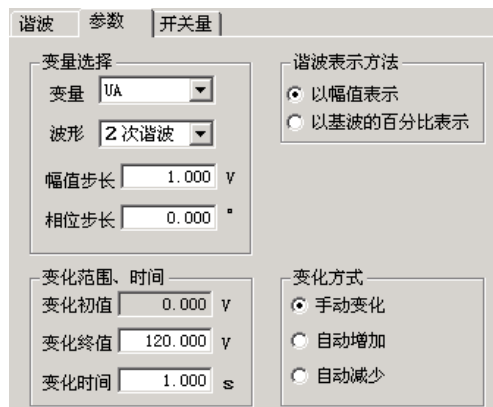 谐波 参数 开关量
变量选择
变量 UA
波形 2次谐波
幅值步长 1.000 V
相位步长 0.000 °
谐波表示方法
以幅值表示
以基波的百分比表示
变化范围、时间
变化初值 0.000 V
变化终值 120.000 V
变化时间 1.000 s
变化方式
手动变化
自动增加
自动减少